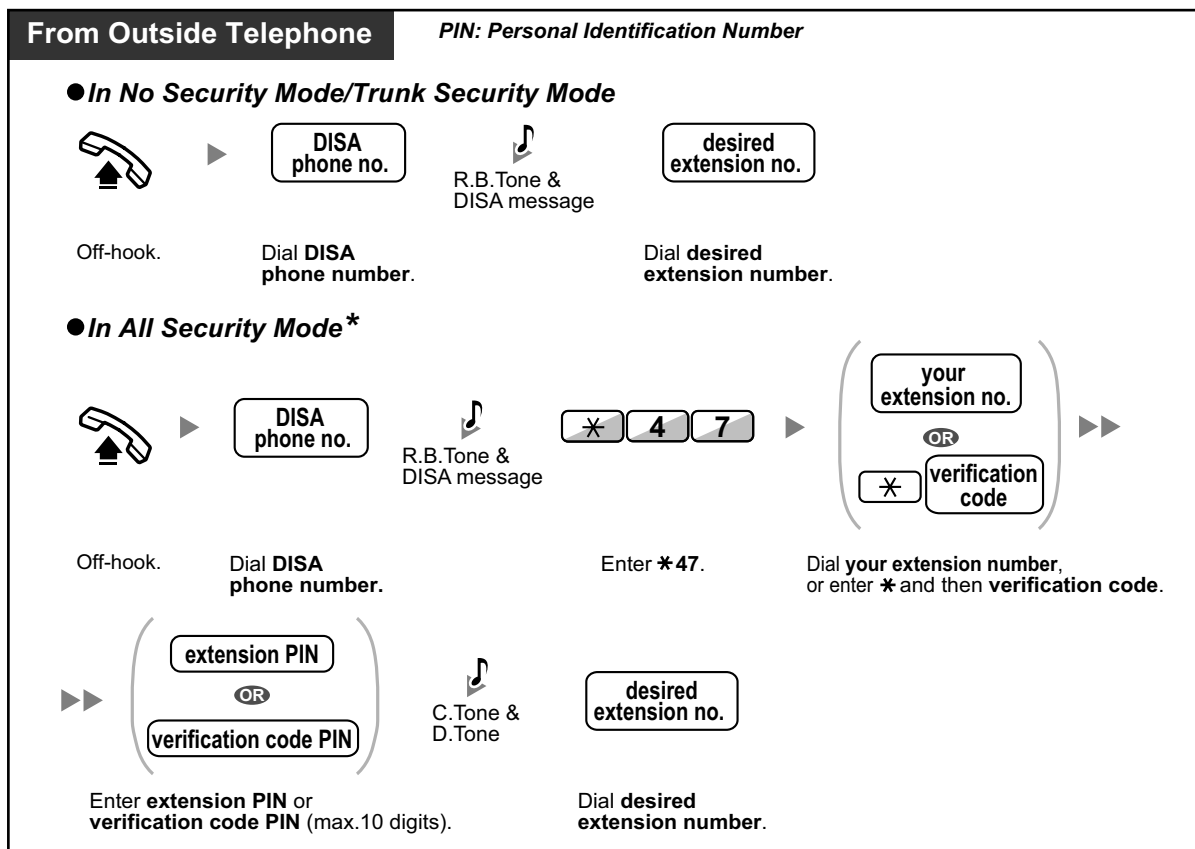 From Outside Telephone
PIN: Personal Identification Number
●In No Security Mode/Trunk Security Mode
DISA
phone no.
R.B.Tone &
DISA message
desired
extension no.
Off-hook.
Dial DISA
phone number.
Dial desired
extension number.
●In All Security Mode*
DISA
phone no.
R.B.Tone &
DISA message
* 4 7
your
extension no.
OR
* verification
code
Off-hook.
Dial DISA
phone number.
Enter *47.
Dial your extension number,
or enter * and then verification code.
extension PIN
OR
verification code PIN
C.Tone &
D.Tone
desired
extension no.
Enter extension PIN or
verification code PIN (max.10 digits).
Dial desired
extension number.